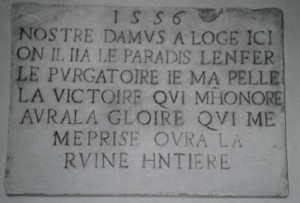 1556
NOSTRE DAMVS A LOGE ICI
ON IL HA LE PARADIS LENFER
LE PVRGATOIRE IE MA PELLE
LA VICTOIRE QVI MHONORE
AVRALA GLOIRE QVI ME
MEPRISE OVRA LA
RVINE HNTIERE